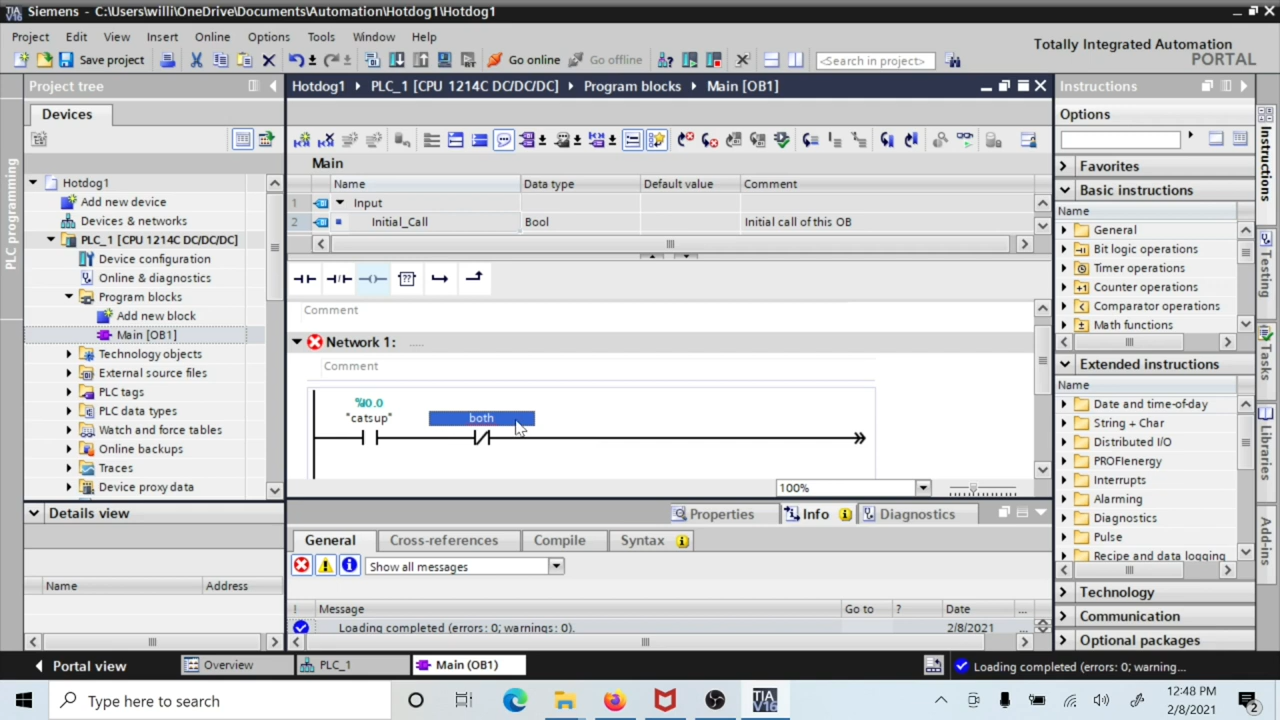 Siemens - C:\Users\willi\OneDrive\Documents\Automation\Hotdog1\Hotdog1
Project Edit View Insert Online Options Tools Window Help
Totally Integrated Automation
PORTAL
Save project
Go online
Go offline
<Search in project>
Project tree
Hotdog1 PLC_1 [CPU 1214C DC/DC/DC] Program blocks Main [OB1]
Instructions
Devices
Options
PLC programming
Main
Name Data type Default value Comment
1 Input
2 Initial_Call Bool Initial call of this OB
Hotdog1
Add new device
Devices & networks
PLC_1 [CPU 1214C DC/DC/DC]
Device configuration
Online & diagnostics
Program blocks
Add new block
Main [OB1]
Technology objects
External source files
PLC tags
PLC data types
Watch and force tables
Online backups
Traces
Device proxy data
Details view
Name Address
??
Comment
Network 1: .....
Comment
%I0.0
"catsup" both
100%
Properties Info Diagnostics
General Cross-references Compile Syntax
Show all messages
! Message Go to ? Date ...
Loading completed (errors: 0; warnings: 0). 2/8/2021
Favorites
Basic instructions
Name
General
Bit logic operations
Timer operations
Counter operations
Comparator operations
Math functions
Extended instructions
Name
Date and time-of-day
String + Char
Distributed I/O
PROFIenergy
Interrupts
Alarming
Diagnostics
Pulse
Recipe and data logging
Technology
Communication
Optional packages
Instructions
Testing
Tasks
Libraries
Add-ins
Portal view Overview PLC_1 Main (OB1) Loading completed (errors: 0; warning...
Type here to search
TIA
V16
12:48 PM
2/8/2021
2